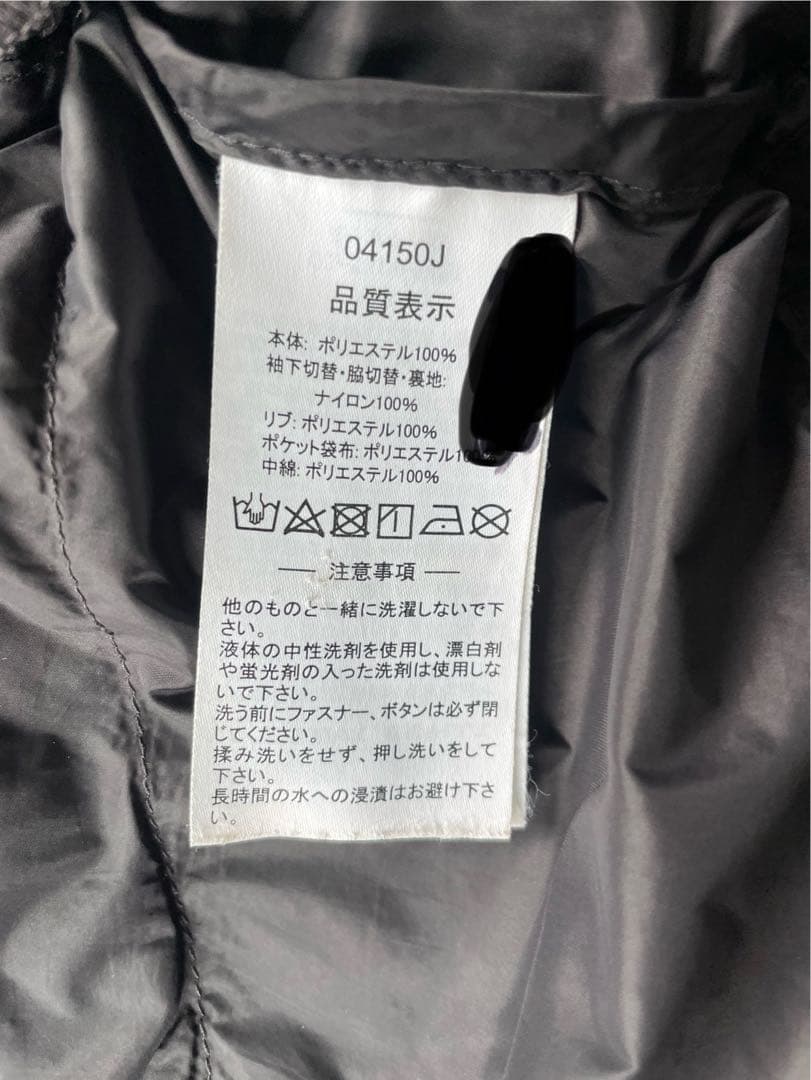 04150J
品質表示
本体: ポリエステル100%
袖下切替・脇切替・裏地:
ナイロン100%
リブ: ポリエステル100%
ポケット袋布: ポリエステル100%
中綿: ポリエステル100%
注意事項
他のものと一緒に洗濯しないで下
さい。
液体の中性洗剤を使用し、漂白剤
や蛍光剤の入った洗剤は使用しな
いで下さい。
洗う前にファスナー、ボタンは必ず閉
じてください。
揉み洗いをせず、押し洗いをして
下さい。
長時間の水への浸漬はお避け下さ
い。